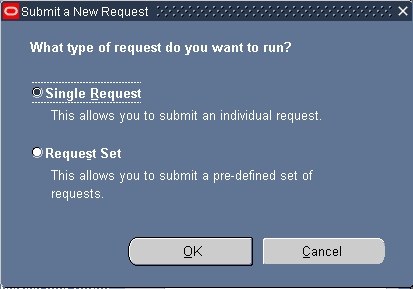 Submit a New Request
What type of request do you want to run?
Single Request
This allows you to submit an individual request.
Request Set
This allows you to submit a pre-defined set of
requests.
OK
Cancel